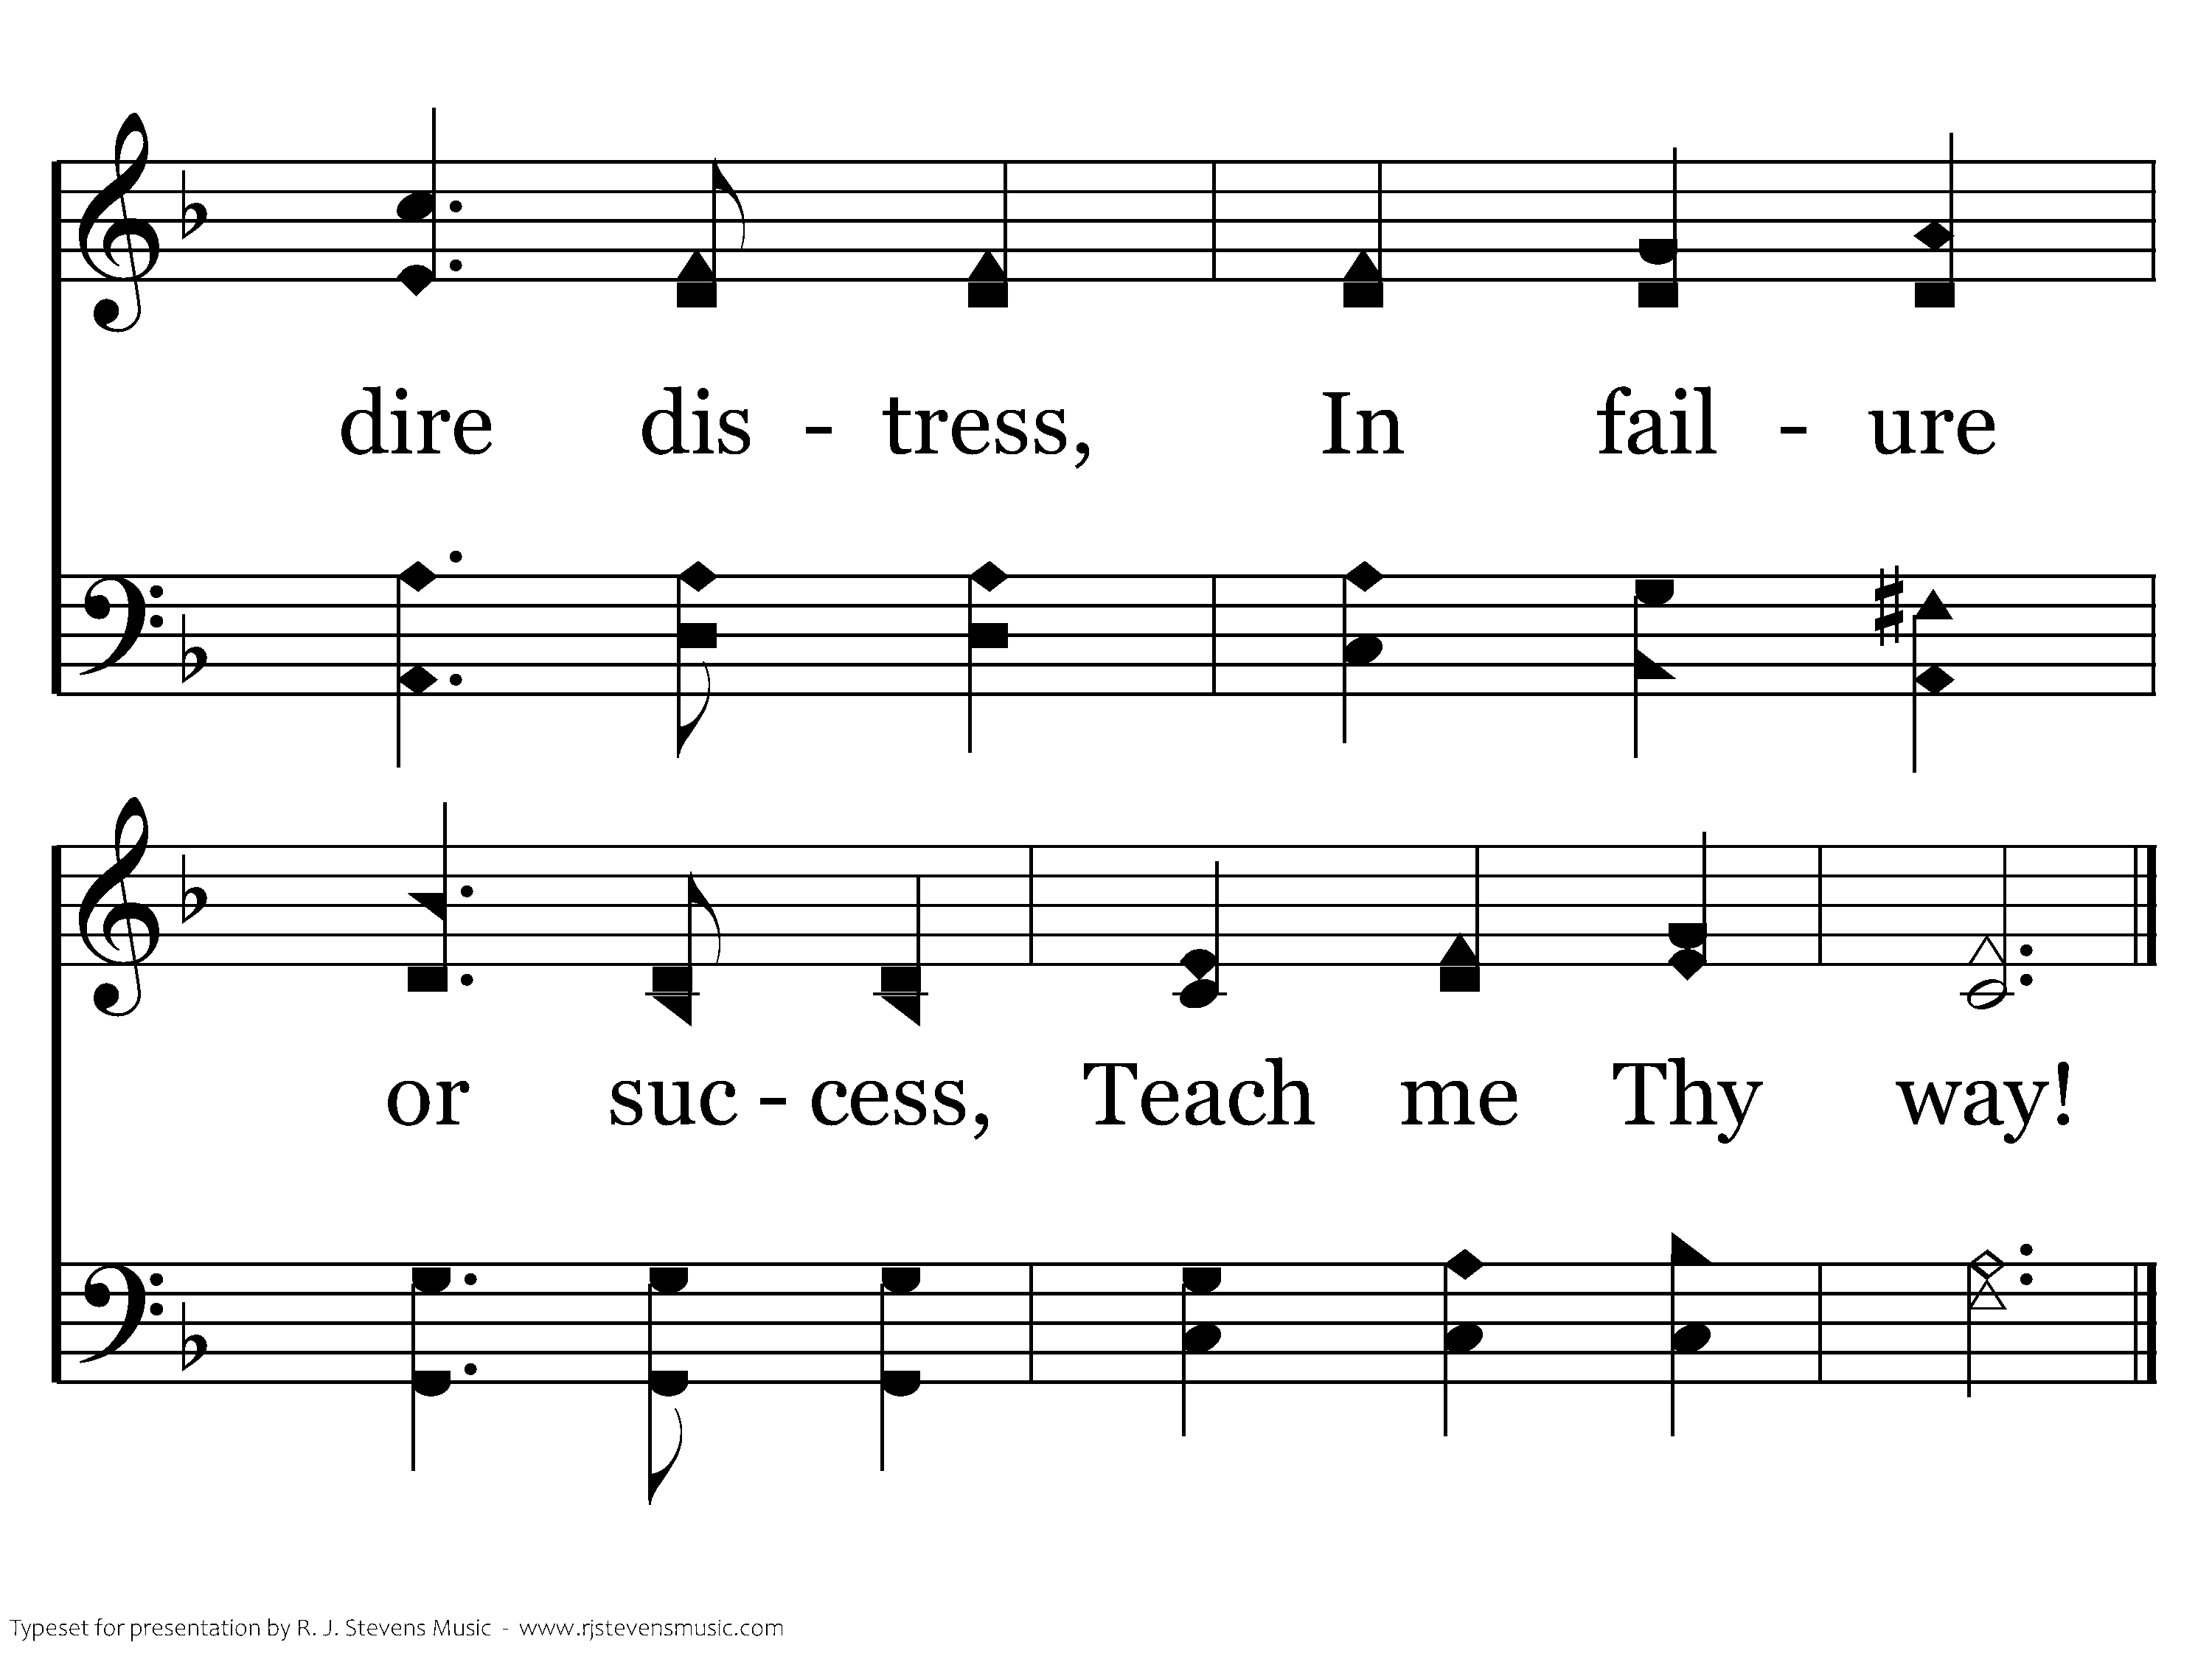 dire dis - tress, In fail - ure
or suc - cess, Teach me Thy way!
Typeset for presentation by R. J. Stevens Music - www.rjstevensmusic.com